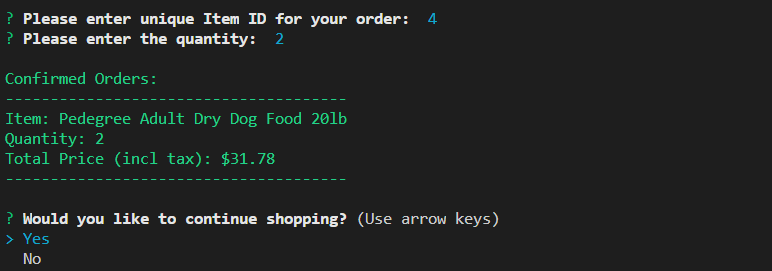 ? Please enter unique Item ID for your order: 4
? Please enter the quantity: 2
Confirmed Orders:
--------------------------------------
Item: Pedegree Adult Dry Dog Food 20lb
Quantity: 2
Total Price (incl tax): $31.78
--------------------------------------
? Would you like to continue shopping? (Use arrow keys)
> Yes
No